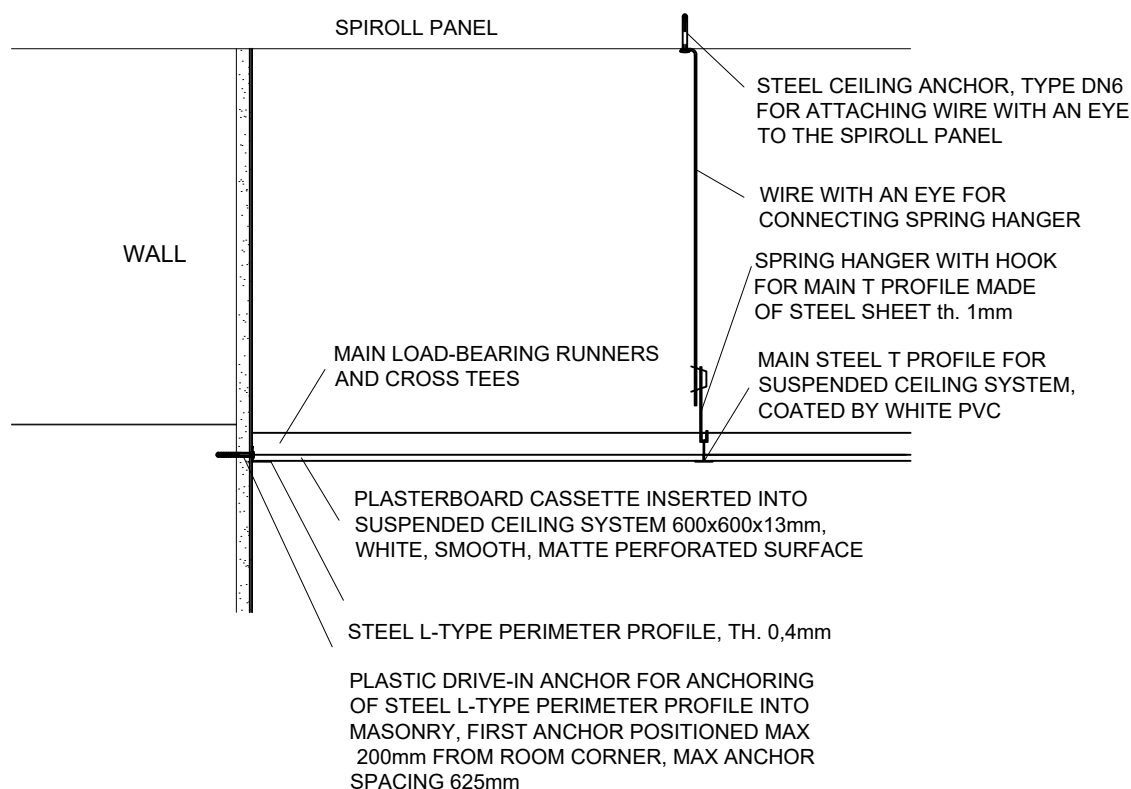 SPIROLL PANEL
STEEL CEILING ANCHOR, TYPE DN6
FOR ATTACHING WIRE WITH AN EYE
TO THE SPIROLL PANEL
WIRE WITH AN EYE FOR
CONNECTING SPRING HANGER
WALL
SPRING HANGER WITH HOOK
FOR MAIN T PROFILE MADE
OF STEEL SHEET th. 1mm
MAIN LOAD-BEARING RUNNERS
AND CROSS TEES
MAIN STEEL T PROFILE FOR
SUSPENDED CEILING SYSTEM,
COATED BY WHITE PVC
PLASTERBOARD CASSETTE INSERTED INTO
SUSPENDED CEILING SYSTEM 600x600x13mm,
WHITE, SMOOTH, MATTE PERFORATED SURFACE
STEEL L-TYPE PERIMETER PROFILE, TH. 0,4mm
PLASTIC DRIVE-IN ANCHOR FOR ANCHORING
OF STEEL L-TYPE PERIMETER PROFILE INTO
MASONRY, FIRST ANCHOR POSITIONED MAX
200mm FROM ROOM CORNER, MAX ANCHOR
SPACING 625mm